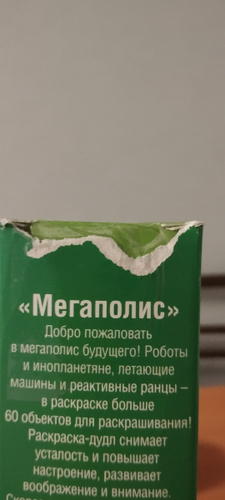 «Мегаполис»
Добро пожаловать
в мегаполис будущего! Роботы
и инопланетяне, летающие
машины и реактивные ранцы –
в раскраске больше
60 объектов для раскрашивания!
Раскраска-дудл снимает
усталость и повышает
настроение, развивает
воображение и внимание.